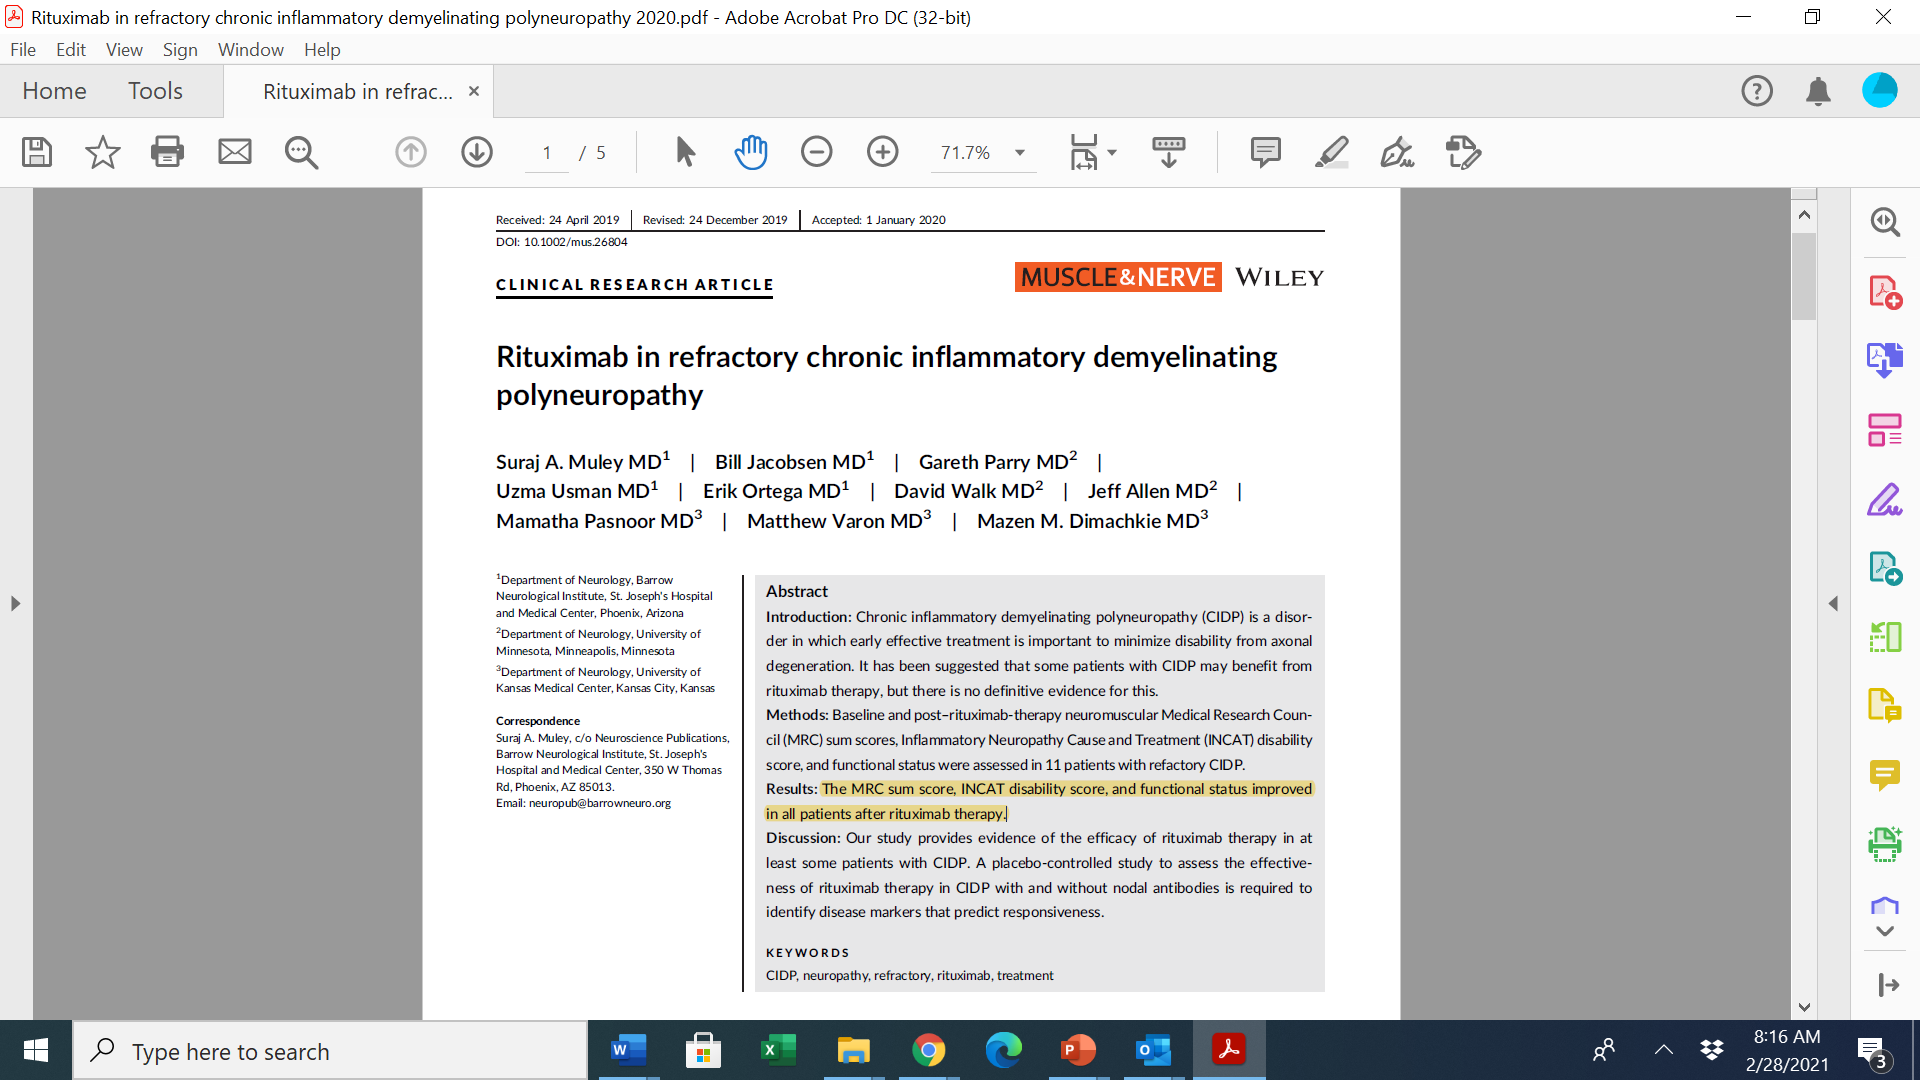 Rituximab in refractory chronic inflammatory demyelinating polyneuropathy 2020.pdf - Adobe Acrobat Pro DC (32-bit)
File Edit View Sign Window Help
Home Tools Rituximab in refrac... ×
1 / 5 71.7%
Received: 24 April 2019 Revised: 24 December 2019 Accepted: 1 January 2020
DOI: 10.1002/mus.26804
CLINICAL RESEARCH ARTICLE
MUSCLE&NERVE WILEY
Rituximab in refractory chronic inflammatory demyelinating
polyneuropathy
Suraj A. Muley MD1 | Bill Jacobsen MD1 | Gareth Parry MD2 |
Uzma Usman MD1 | Erik Ortega MD1 | David Walk MD2 | Jeff Allen MD2 |
Mamatha Pasnoor MD3 | Matthew Varon MD3 | Mazen M. Dimachkie MD3
1Department of Neurology, Barrow
Neurological Institute, St. Joseph's Hospital
and Medical Center, Phoenix, Arizona
2Department of Neurology, University of
Minnesota, Minneapolis, Minnesota
3Department of Neurology, University of
Kansas Medical Center, Kansas City, Kansas
Correspondence
Suraj A. Muley, c/o Neuroscience Publications,
Barrow Neurological Institute, St. Joseph's
Hospital and Medical Center, 350 W Thomas
Rd, Phoenix, AZ 85013.
Email: neuropub@barrowneuro.org
Abstract
Introduction: Chronic inflammatory demyelinating polyneuropathy (CIDP) is a disor-
der in which early effective treatment is important to minimize disability from axonal
degeneration. It has been suggested that some patients with CIDP may benefit from
rituximab therapy, but there is no definitive evidence for this.
Methods: Baseline and post–rituximab-therapy neuromuscular Medical Research Coun-
cil (MRC) sum scores, Inflammatory Neuropathy Cause and Treatment (INCAT) disability
score, and functional status were assessed in 11 patients with refactory CIDP.
Results: The MRC sum score, INCAT disability score, and functional status improved
in all patients after rituximab therapy.
Discussion: Our study provides evidence of the efficacy of rituximab therapy in at
least some patients with CIDP. A placebo-controlled study to assess the effective-
ness of rituximab therapy in CIDP with and without nodal antibodies is required to
identify disease markers that predict responsiveness.
KEYWORDS
CIDP, neuropathy, refractory, rituximab, treatment
Type here to search
8:16 AM
2/28/2021
3